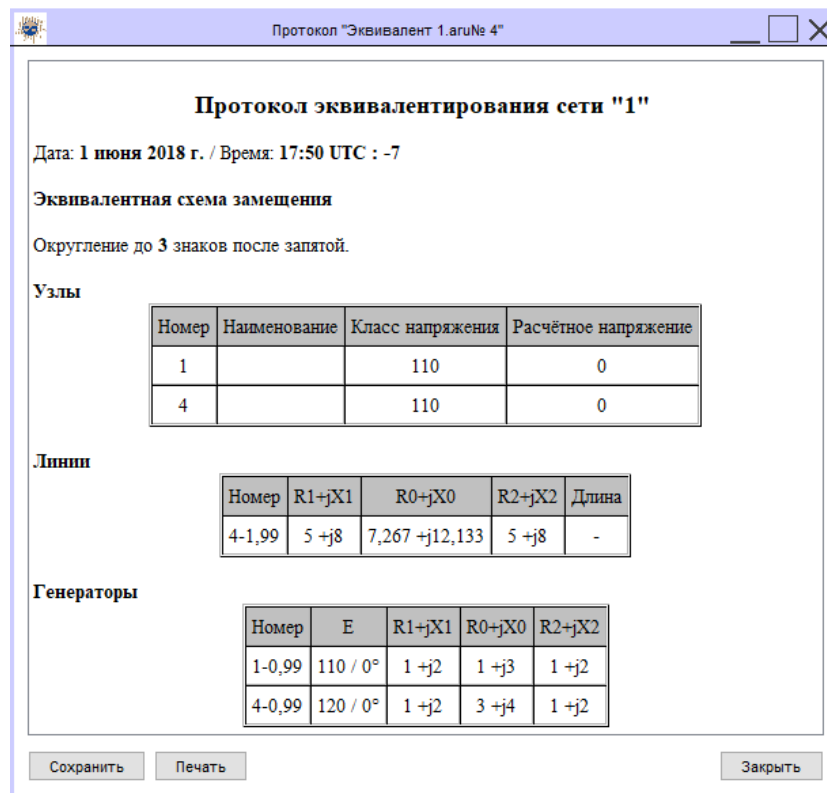 Протокол "Эквивалент 1.aru№ 4"
Протокол эквивалентирования сети "1"
Дата: 1 июня 2018 г. / Время: 17:50 UTC : -7
Эквивалентная схема замещения
Округление до 3 знаков после запятой.
Узлы
Номер Наименование Класс напряжения Расчётное напряжение
1 110 0
4 110 0
Линии
Номер R1+jX1 R0+jX0 R2+jX2 Длина
4-1,99 5 +j8 7,267 +j12,133 5 +j8 -
Генераторы
Номер E R1+jX1 R0+jX0 R2+jX2
1-0,99 110 / 0° 1 +j2 1 +j3 1 +j2
4-0,99 120 / 0° 1 +j2 3 +j4 1 +j2
Сохранить Печать Закрыть